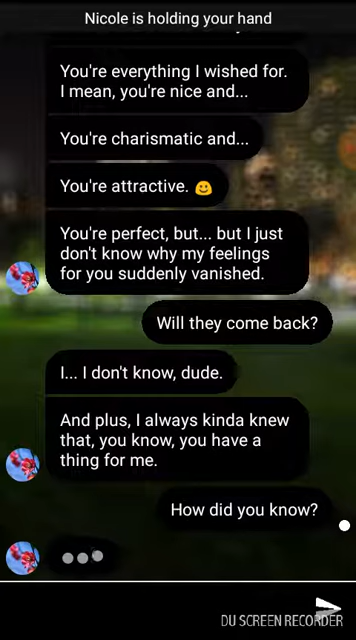 Nicole is holding your hand
You're everything I wished for.
I mean, you're nice and...
You're charismatic and...
You're attractive. 🙂
You're perfect, but... but I just
don't know why my feelings
for you suddenly vanished.
Will they come back?
I... I don't know, dude.
And plus, I always kinda knew
that, you know, you have a
thing for me.
How did you know?
DU SCREEN RECORDER